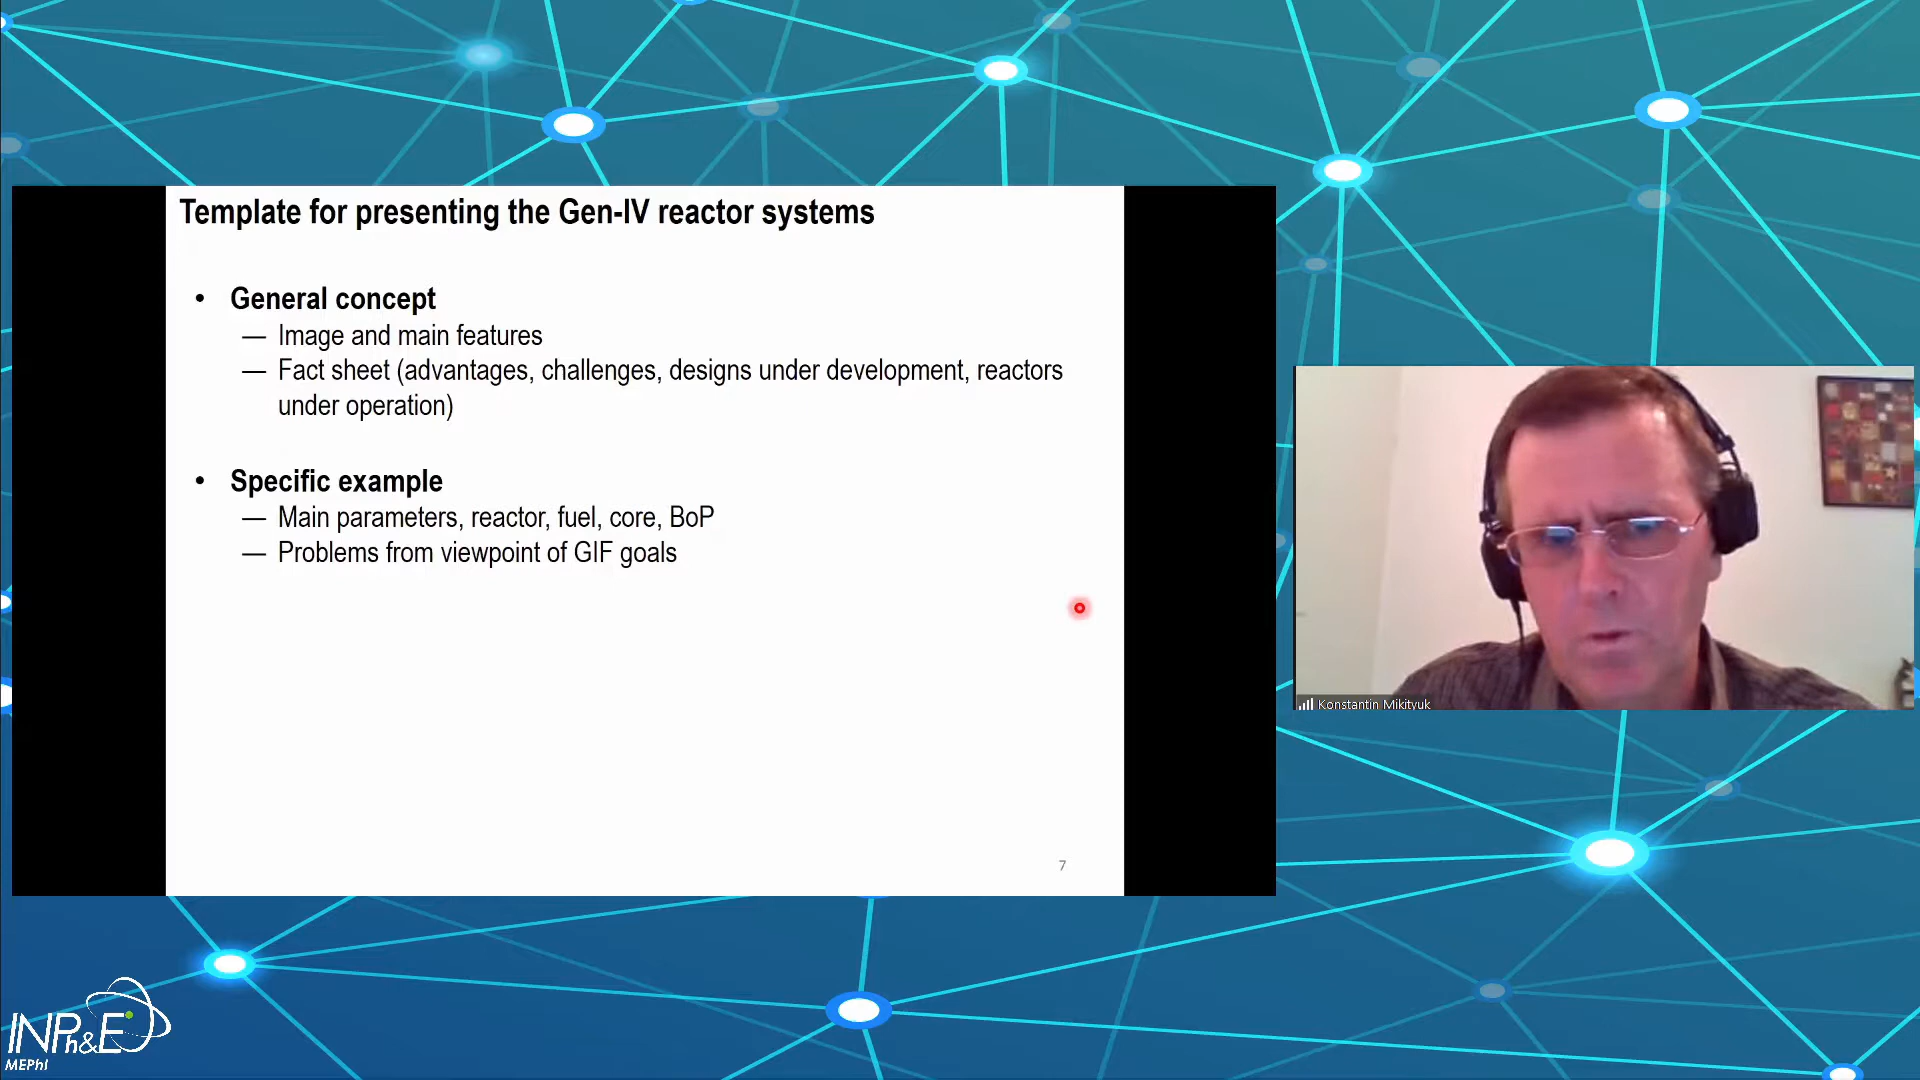 Template for presenting the Gen-IV reactor systems
• General concept
— Image and main features
— Fact sheet (advantages, challenges, designs under development, reactors
under operation)
• Specific example
— Main parameters, reactor, fuel, core, BoP
— Problems from viewpoint of GIF goals
7
Konstantin Mikityuk
INPh&E
MEPhI